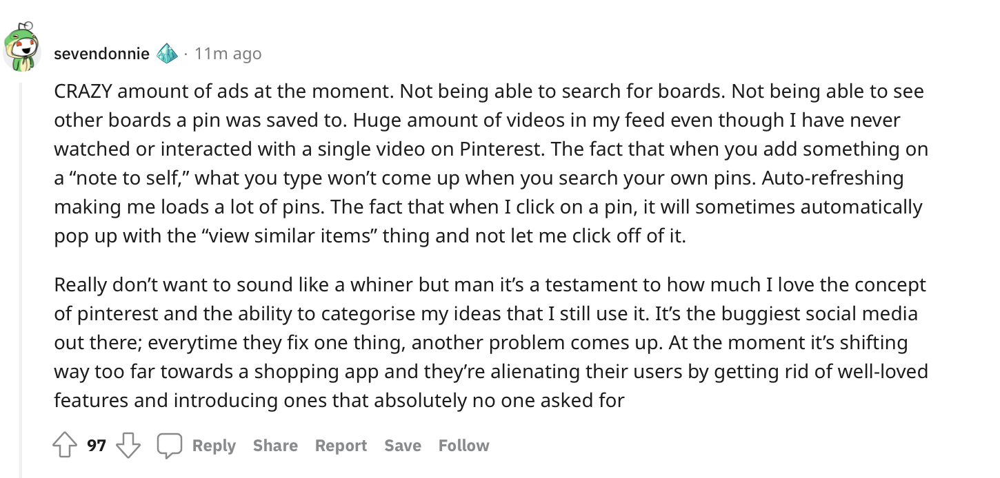 sevendonnie · 11m ago
CRAZY amount of ads at the moment. Not being able to search for boards. Not being able to see
other boards a pin was saved to. Huge amount of videos in my feed even though I have never
watched or interacted with a single video on Pinterest. The fact that when you add something on
a “note to self,” what you type won’t come up when you search your own pins. Auto-refreshing
making me loads a lot of pins. The fact that when I click on a pin, it will sometimes automatically
pop up with the “view similar items” thing and not let me click off of it.
Really don’t want to sound like a whiner but man it’s a testament to how much I love the concept
of pinterest and the ability to categorise my ideas that I still use it. It’s the buggiest social media
out there; everytime they fix one thing, another problem comes up. At the moment it’s shifting
way too far towards a shopping app and they’re alienating their users by getting rid of well-loved
features and introducing ones that absolutely no one asked for
97 Reply Share Report Save Follow